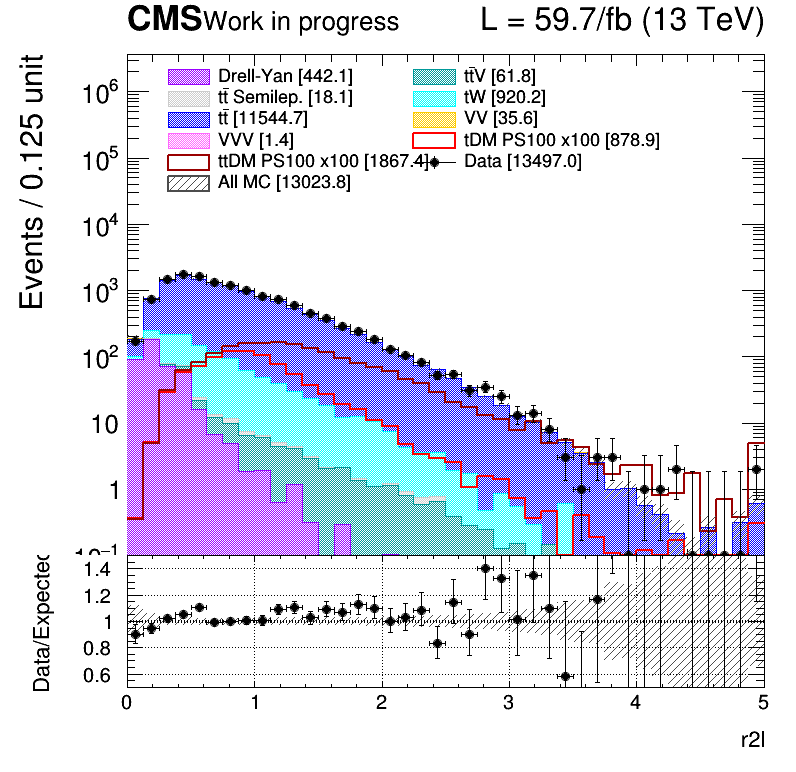 CMS Work in progress L = 59.7/fb (13 TeV)
Events / 0.125 unit
Drell-Yan [442.1] tt̄V [61.8]
tt̄ Semilep. [18.1] tW [920.2]
tt̄ [11544.7] VV [35.6]
VVV [1.4] tDM PS100 x100 [878.9]
ttDM PS100 x100 [1867.4] Data [13497.0]
All MC [13023.8]
10⁶
10⁵
10⁴
10³
10²
10
1
10⁻¹
Data/Expected
1.4
1.2
1
0.8
0.6
0 1 2 3 4 5
r2l